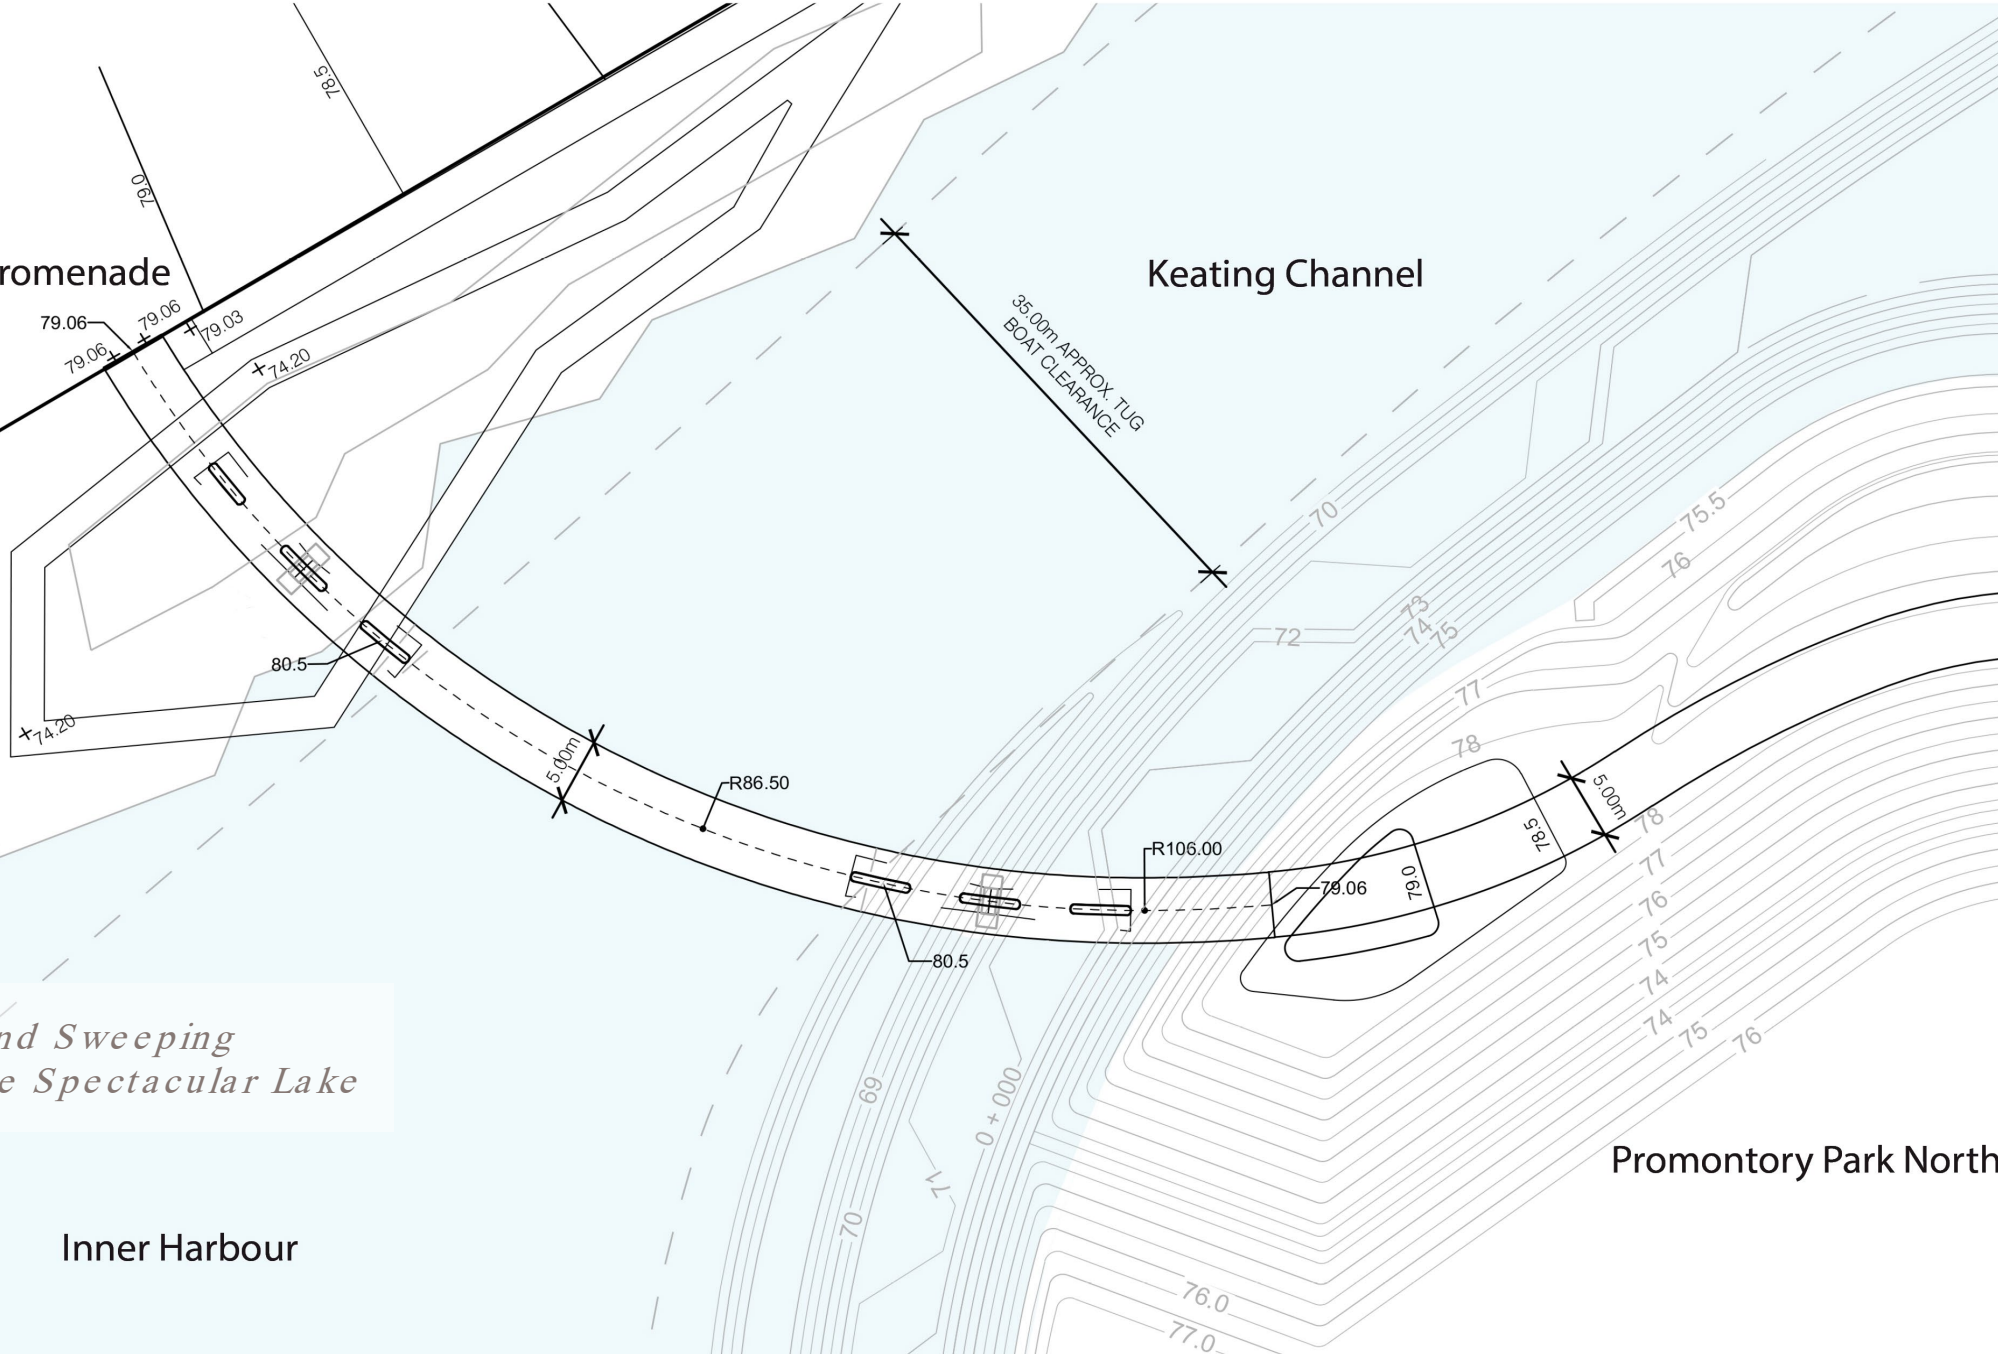 78.5
79.0
romenade
79.06
79.06
79.03
79.06
74.20
Keating Channel
35.00m APPROX. TUG
BOAT CLEARANCE
70
75.5
76
73
74
75
72
80.5
77
74.20
78
5.00m
R86.50
5.00m
78.5
78
R106.00
77
79.0
79.06
76
80.5
75
74
nd Sweeping
e Spectacular Lake
74
75
76
69
0 + 000
71
70
Promontory Park North
Inner Harbour
76.0
77.0